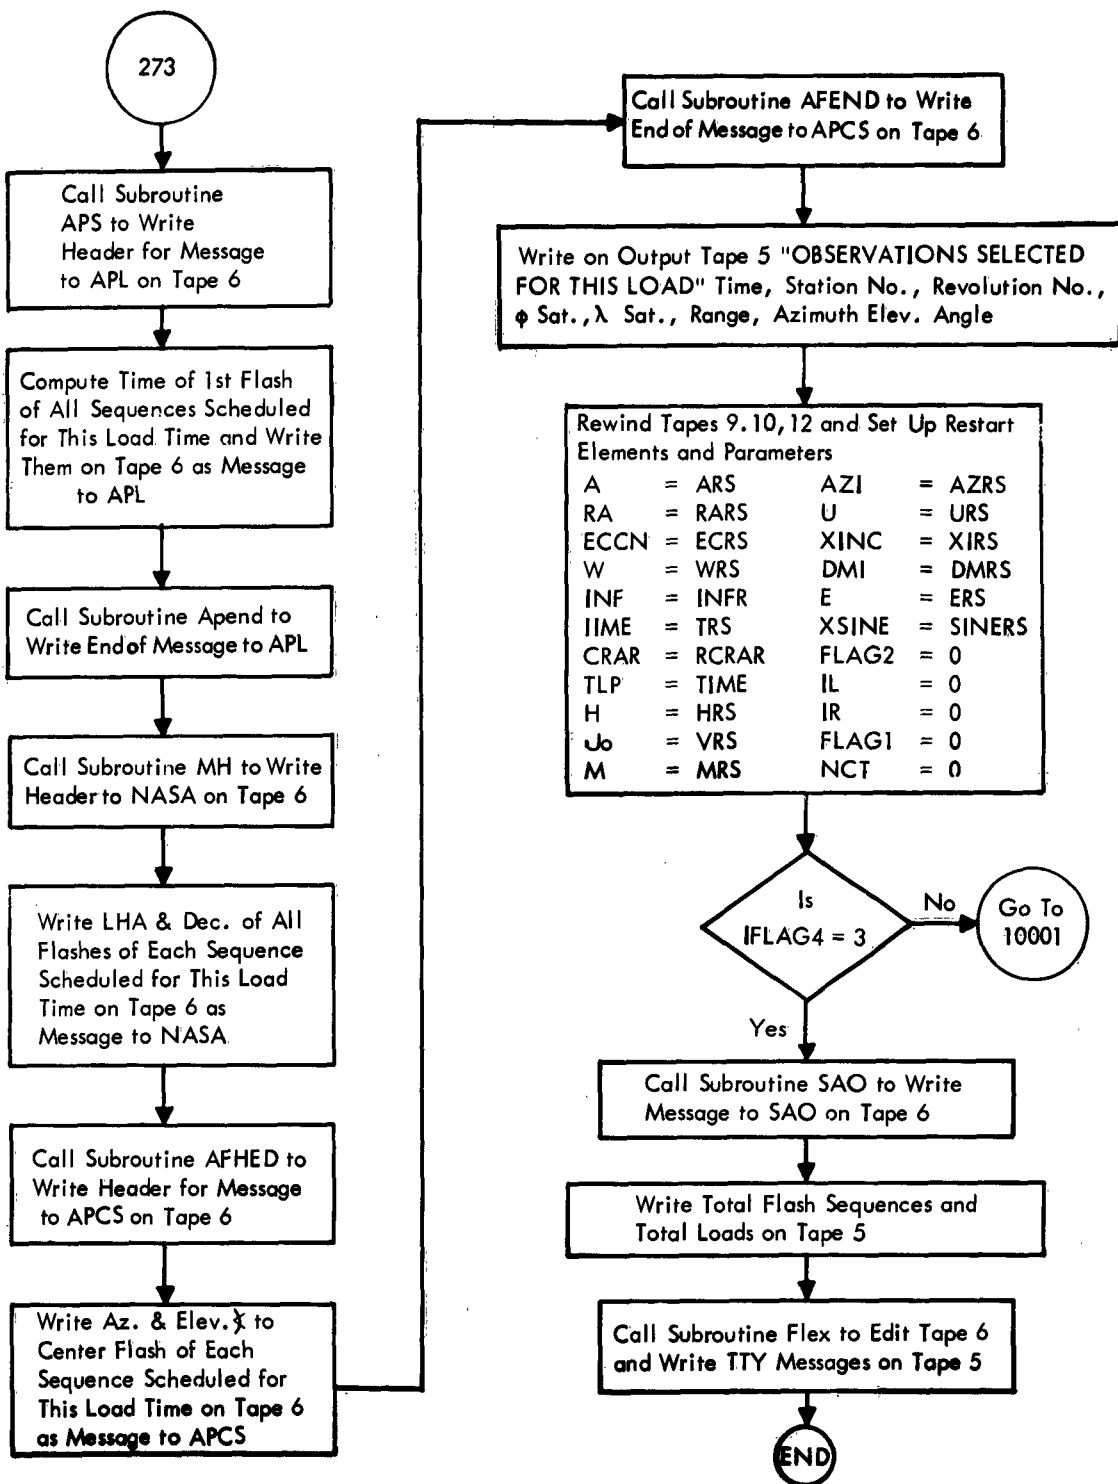 273
Call Subroutine
APS to Write
Header for Message
to APL on Tape 6
Compute Time of 1st Flash
of All Sequences Scheduled
for This Load Time and Write
Them on Tape 6 as Message
to APL
Call Subroutine Apend to
Write End of Message to APL
Call Subroutine MH to Write
Header to NASA on Tape 6
Write LHA & Dec. of All
Flashes of Each Sequence
Scheduled for This Load
Time on Tape 6 as
Message to NASA
Call Subroutine AFHED to
Write Header for Message
to APCS on Tape 6
Write Az. & Elev. ∠ to
Center Flash of Each
Sequence Scheduled for
This Load Time on Tape 6
as Message to APCS
Call Subroutine AFEND to Write
End of Message to APCS on Tape 6
Write on Output Tape 5 "OBSERVATIONS SELECTED
FOR THIS LOAD" Time, Station No., Revolution No.,
φ Sat., λ Sat., Range, Azimuth Elev. Angle
Rewind Tapes 9.10, 12 and Set Up Restart
Elements and Parameters
A = ARS AZI = AZRS
RA = RARS U = URS
ECCN = ECRS XINC = XIRS
W = WRS DMI = DMRS
INF = INFR E = ERS
IIME = TRS XSINE = SINERS
CRAR = RCRAR FLAG2 = 0
TLP = TIME IL = 0
H = HRS IR = 0
Jo = VRS FLAG1 = 0
M = MRS NCT = 0
Is
IFLAG4 = 3
No
Go To
10001
Yes
Call Subroutine SAO to Write
Message to SAO on Tape 6
Write Total Flash Sequences and
Total Loads on Tape 5
Call Subroutine Flex to Edit Tape 6
and Write TTY Messages on Tape 5
END